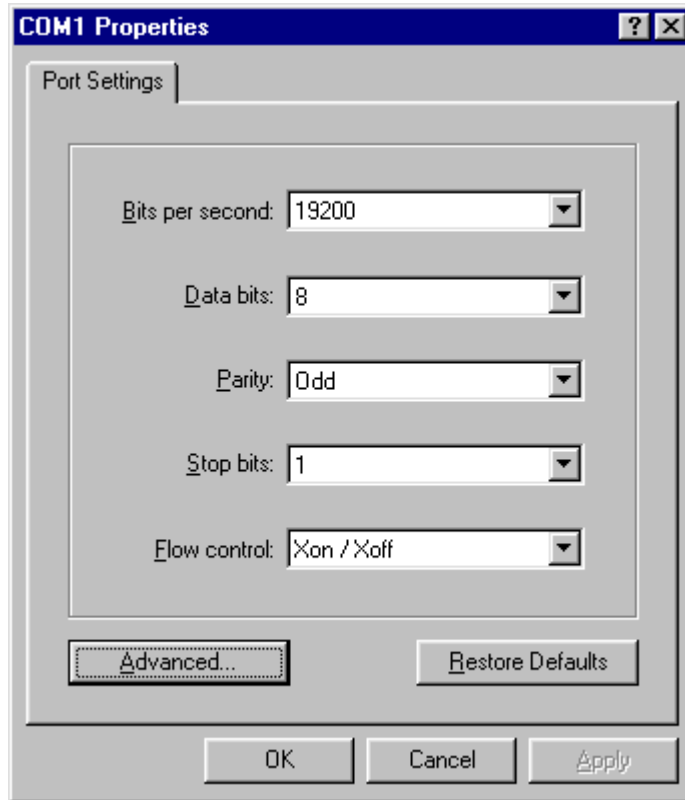 COM1 Properties
Port Settings
Bits per second: 19200
Data bits: 8
Parity: Odd
Stop bits: 1
Flow control: Xon / Xoff
Advanced... Restore Defaults
OK Cancel Apply